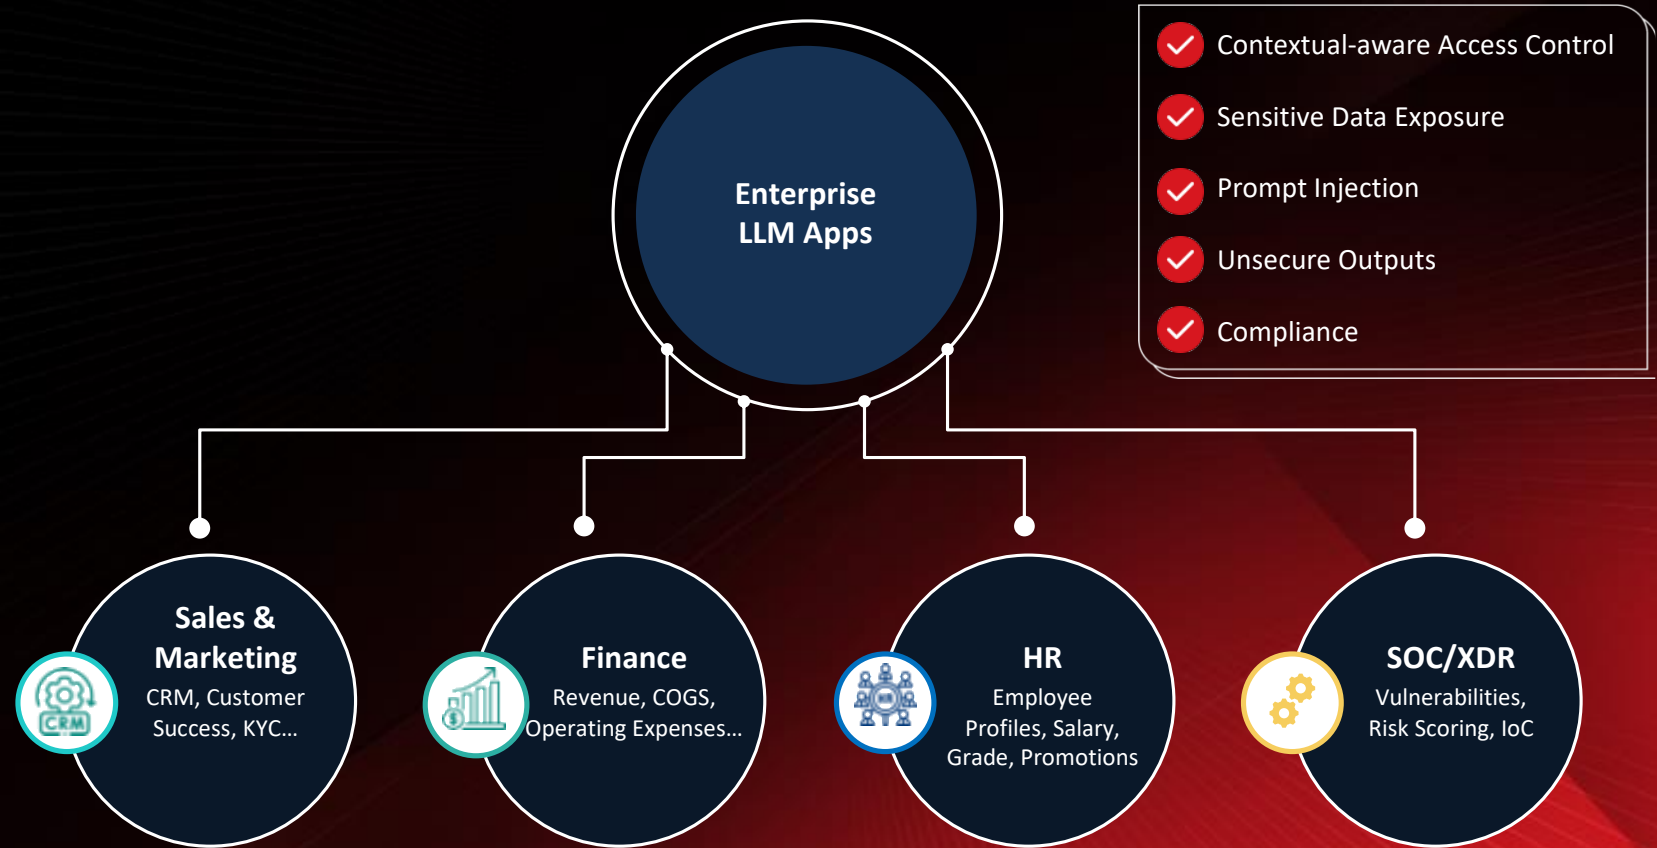 Enterprise
LLM Apps
Contextual-aware Access Control
Sensitive Data Exposure
Prompt Injection
Unsecure Outputs
Compliance
Sales &
Marketing
CRM, Customer
Success, KYC...
CRM
Finance
Revenue, COGS,
Operating Expenses...
$
HR
Employee
Profiles, Salary,
Grade, Promotions
SOC/XDR
Vulnerabilities,
Risk Scoring, IoC